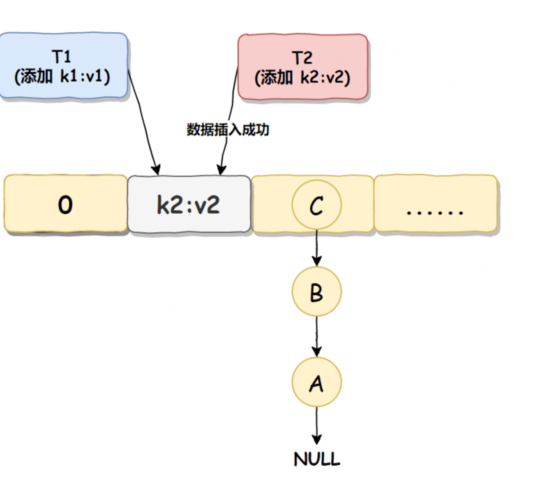 T1
(添加 k1:v1)
T2
(添加 k2:v2)
数据插入成功
0
k2:v2
C
......
B
A
NULL